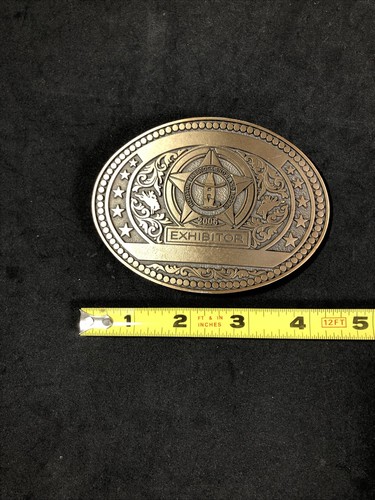 2005
EXHIBITOR
1 2 FT & IN INCHES 3 4 12FT 5